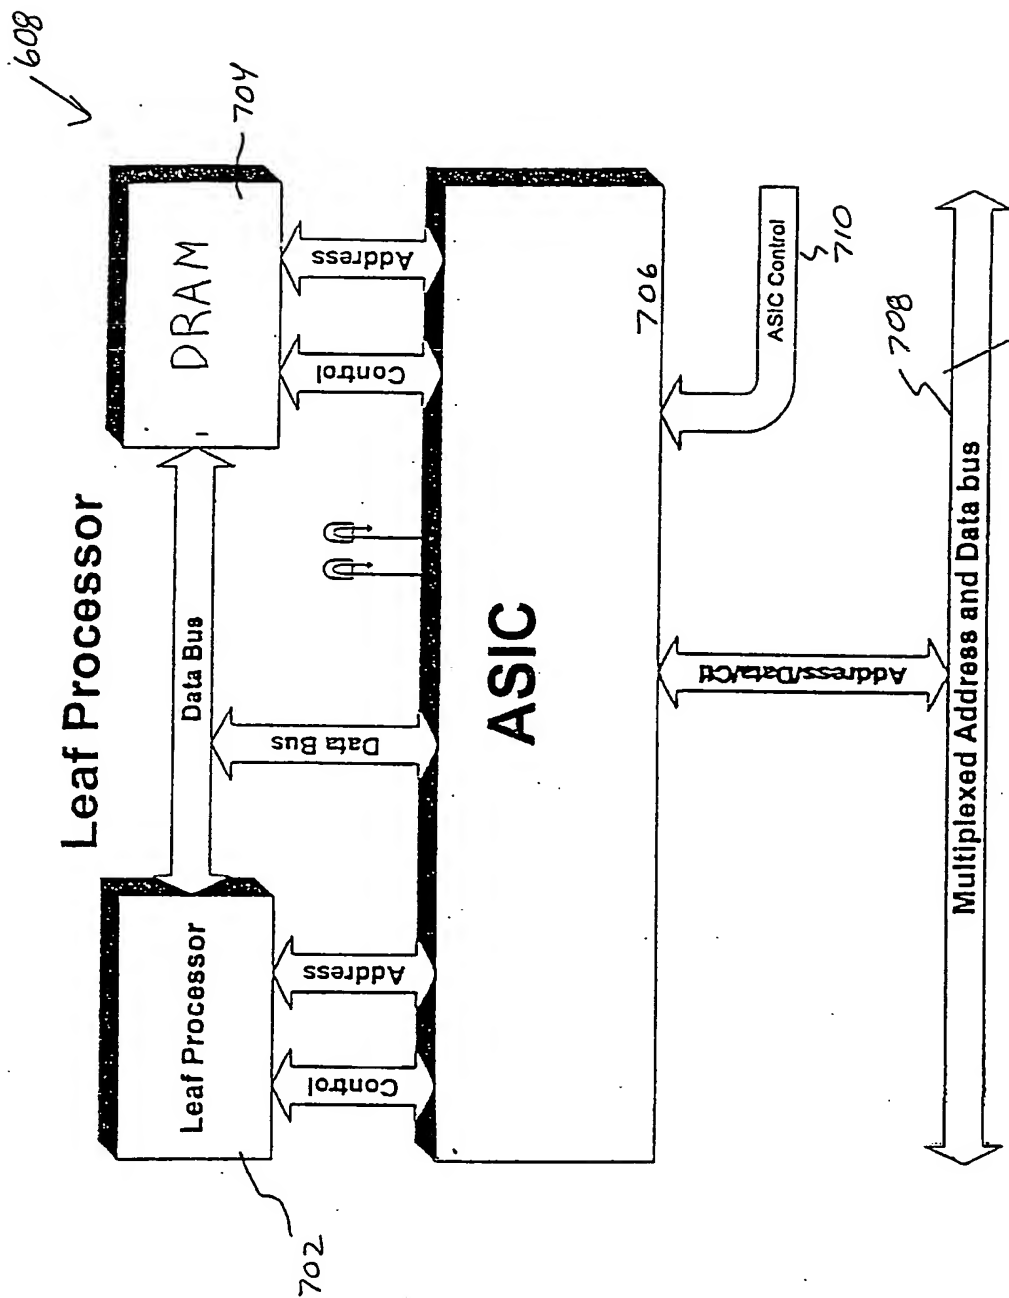 608
Leaf Processor
Leaf Processor
702
Data Bus
DRAM
704
Control
Address
Data Bus
Control
Address
ASIC
706
Address/Data/Ctl
ASIC Control
710
708
Multiplexed Address and Data bus